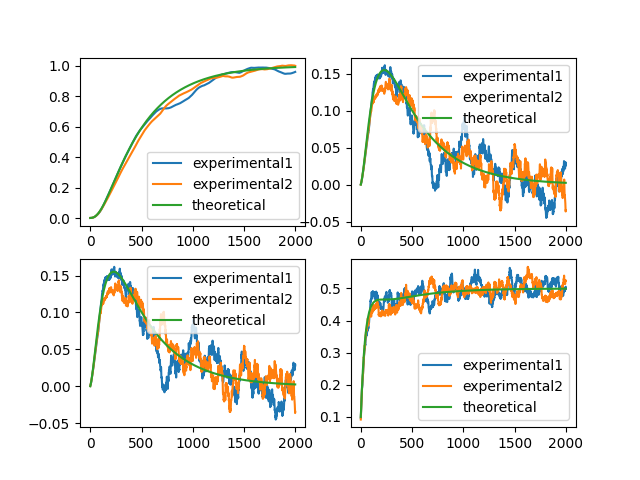 1.0
0.8
0.6
0.4
0.2
0.0
0 500 1000 1500 2000
experimental1
experimental2
theoretical
0.15
0.10
0.05
0.00
−0.05
0 500 1000 1500 2000
experimental1
experimental2
theoretical
0.15
0.10
0.05
0.00
−0.05
0 500 1000 1500 2000
experimental1
experimental2
theoretical
0.5
0.4
0.3
0.2
0.1
0 500 1000 1500 2000
experimental1
experimental2
theoretical